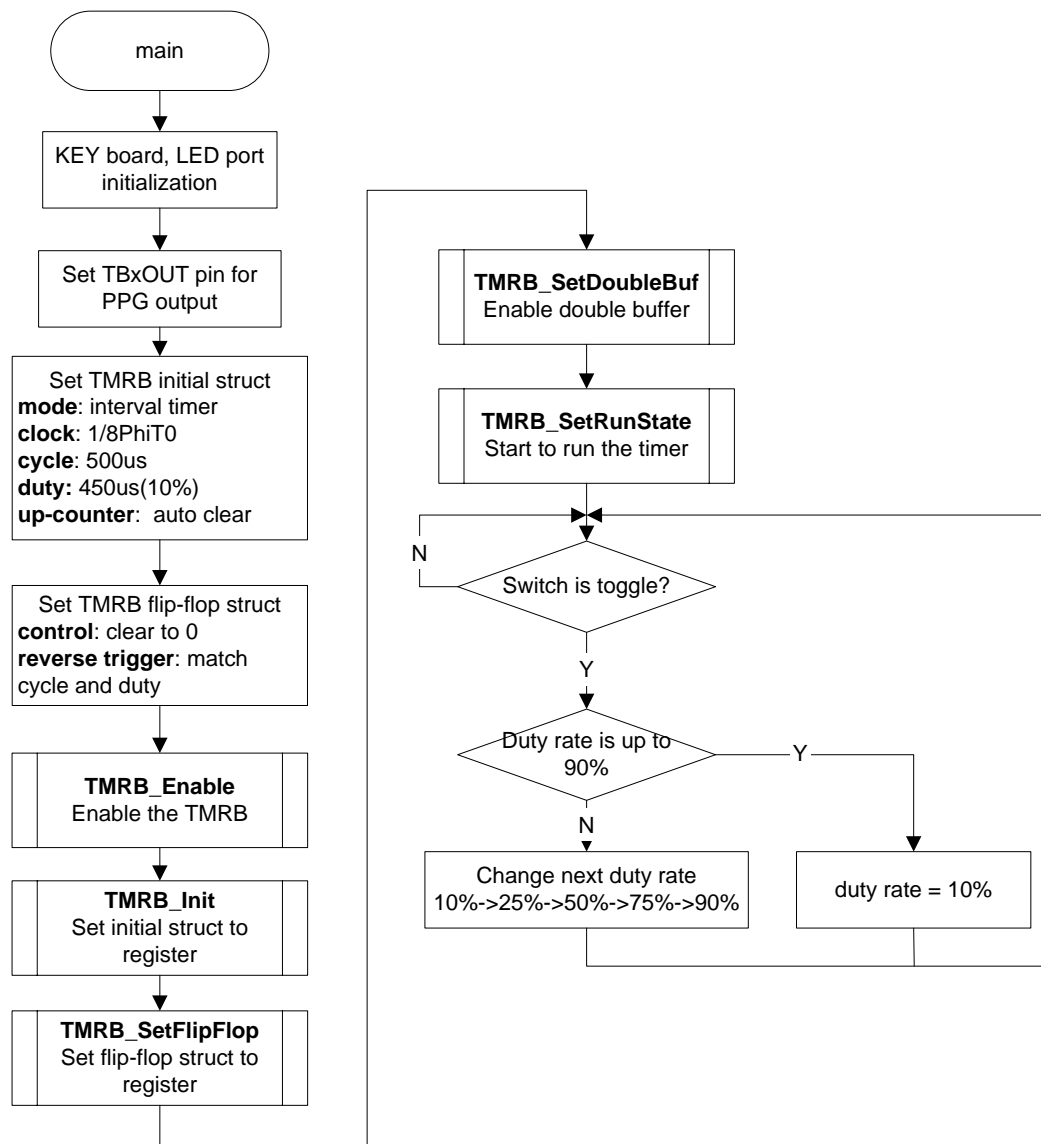 main
KEY board, LED port
initialization
Set TBxOUT pin for
PPG output
Set TMRB initial struct
mode: interval timer
clock: 1/8PhiT0
cycle: 500us
duty: 450us(10%)
up-counter:  auto clear
Set TMRB flip-flop struct
control: clear to 0
reverse trigger: match
cycle and duty
TMRB_Enable
Enable the TMRB
TMRB_Init
Set initial struct to
register
TMRB_SetFlipFlop
Set flip-flop struct to
register
TMRB_SetDoubleBuf
Enable double buffer
TMRB_SetRunState
Start to run the timer
N
Switch is toggle?
Y
Duty rate is up to
90%
Y
N
Change next duty rate
10%->25%->50%->75%->90%
duty rate = 10%